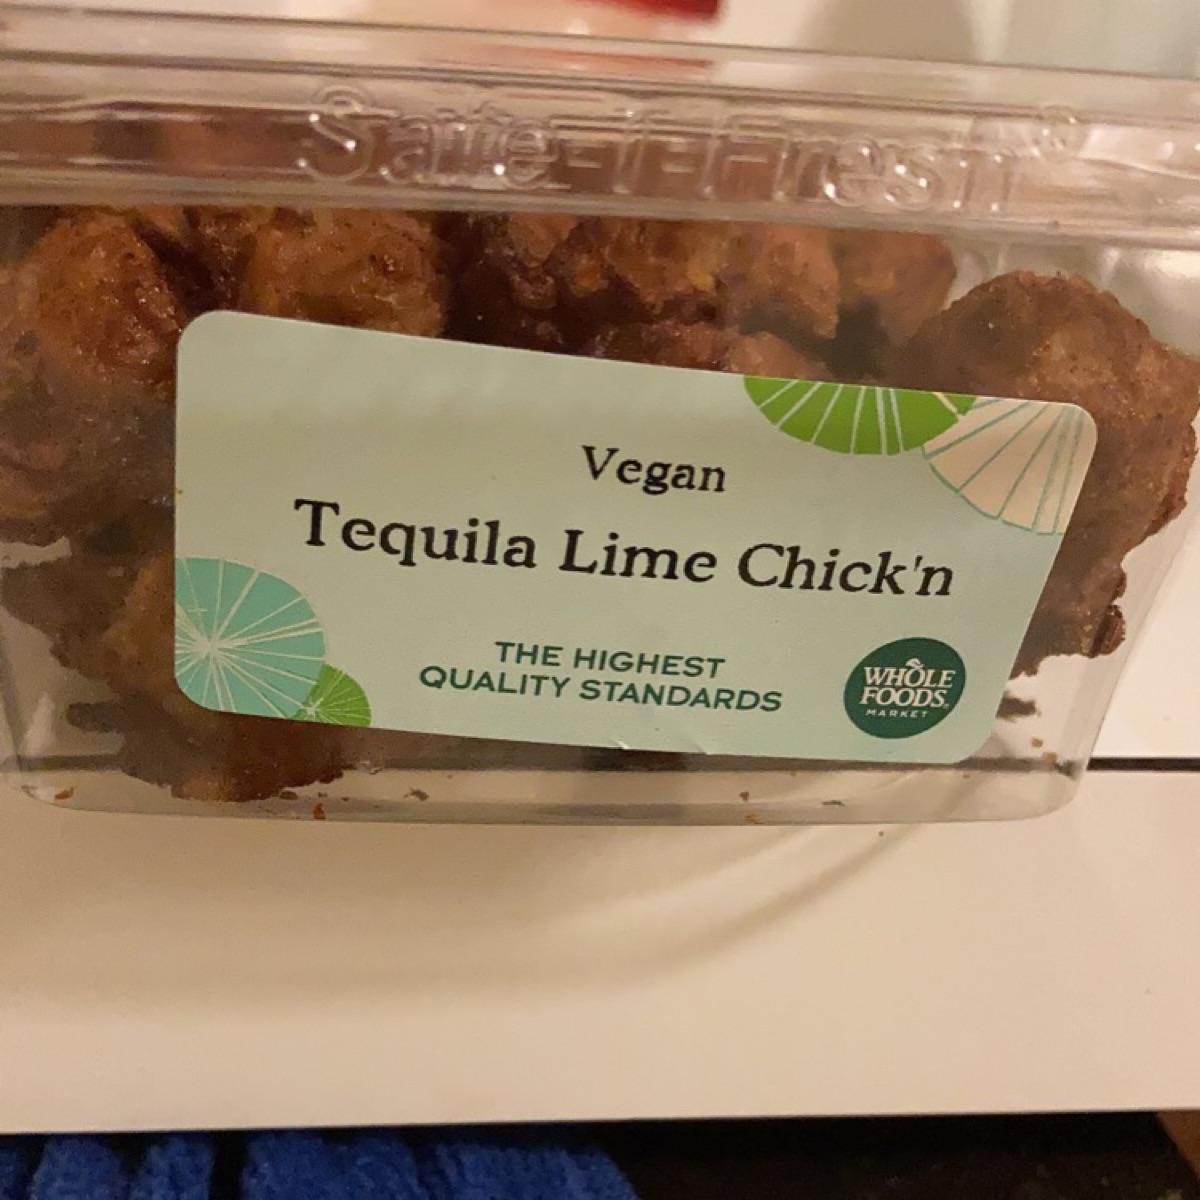 Safe-T-Fresh®
Vegan
Tequila Lime Chick'n
THE HIGHEST
QUALITY STANDARDS
WHOLE
FOODS
MARKET